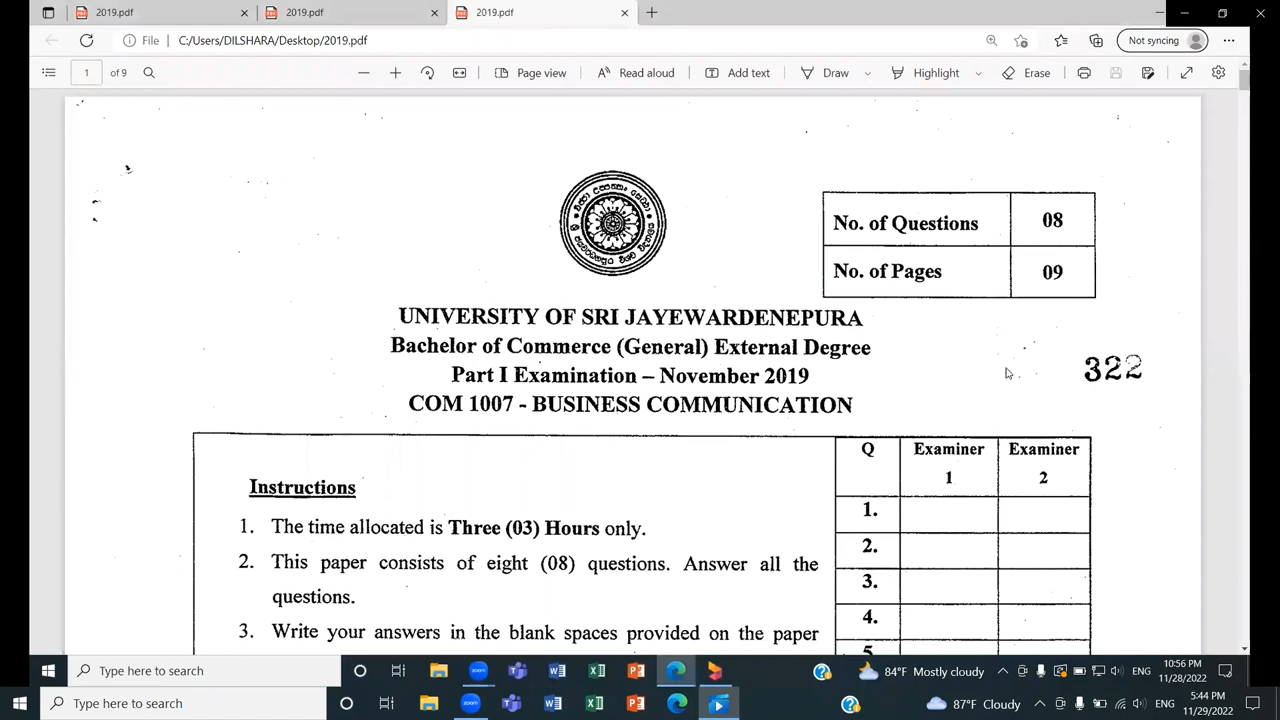 2019.pdf
2019.pdf
2019.pdf
File C:/Users/DILSHARA/Desktop/2019.pdf
Not syncing
1 of 9
Page view
Read aloud
Add text
Draw
Highlight
Erase
No. of Questions 08
No. of Pages 09
UNIVERSITY OF SRI JAYEWARDENEPURA
Bachelor of Commerce (General) External Degree
Part I Examination – November 2019
322
COM 1007 - BUSINESS COMMUNICATION
Instructions
1. The time allocated is Three (03) Hours only.
2. This paper consists of eight (08) questions. Answer all the
questions.
3. Write your answers in the blank spaces provided on the paper
Q Examiner 1 Examiner 2
1.
2.
3.
4.
5.
Type here to search
84°F Mostly cloudy
ENG
10:56 PM
11/28/2022
Type here to search
87°F Cloudy
ENG
5:44 PM
11/29/2022